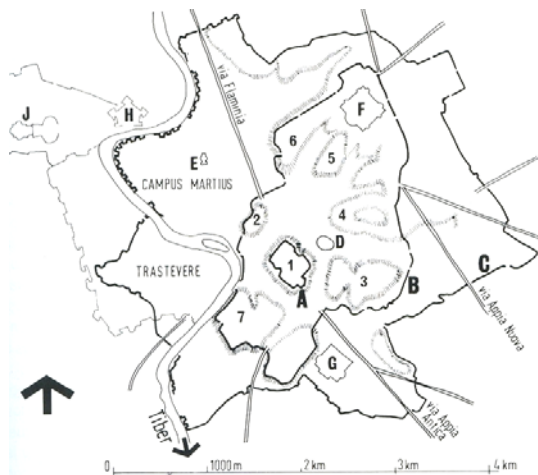 J
H
via Flaminia
F
E
CAMPUS MARTIUS
6
5
2
4
D
TRASTEVERE
1
3
A
B
C
7
via Appia Nuova
G
via Appia
Antica
Tiber
0 1000m 2 km 3 km 4 km